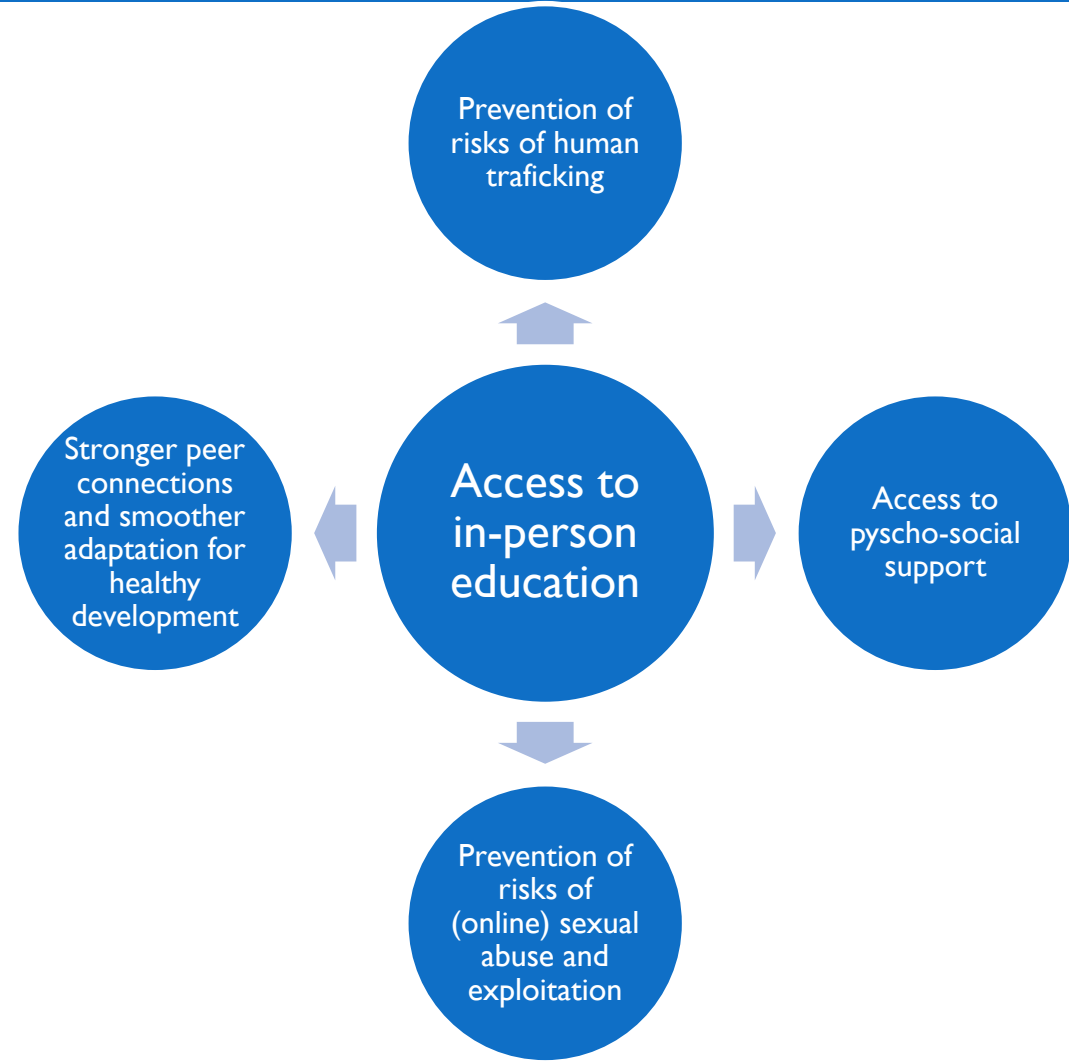 Prevention of
risks of human
traficking
Stronger peer
connections
and smoother
adaptation for
healthy
development
Access to
in-person
education
Access to
pyscho-social
support
Prevention of
risks of
(online) sexual
abuse and
exploitation